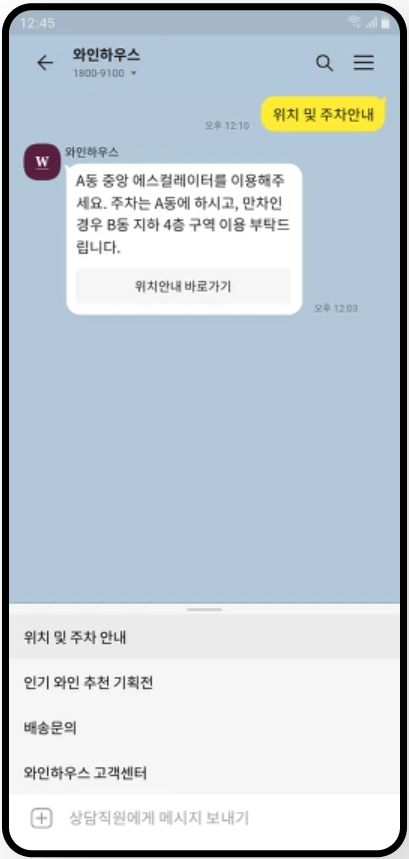 12:45
와인하우스
1800-9100
위치 및 주차안내
오후 12:10
W
와인하우스
A동 중앙 에스컬레이터를 이용해주
세요. 주차는 A동에 하시고, 만차인
경우 B동 지하 4층 구역 이용 부탁드
립니다.
위치안내 바로가기
오후 12:03
위치 및 주차 안내
인기 와인 추천 기획전
배송문의
와인하우스 고객센터
상담직원에게 메시지 보내기